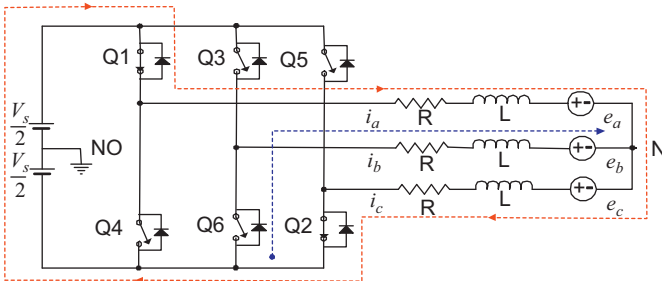 Q1
Q3
Q5
V_s
2
NO
V_s
2
i_a
R
L
e_a
N
i_b
R
L
e_b
i_c
R
L
e_c
Q4
Q6
Q2